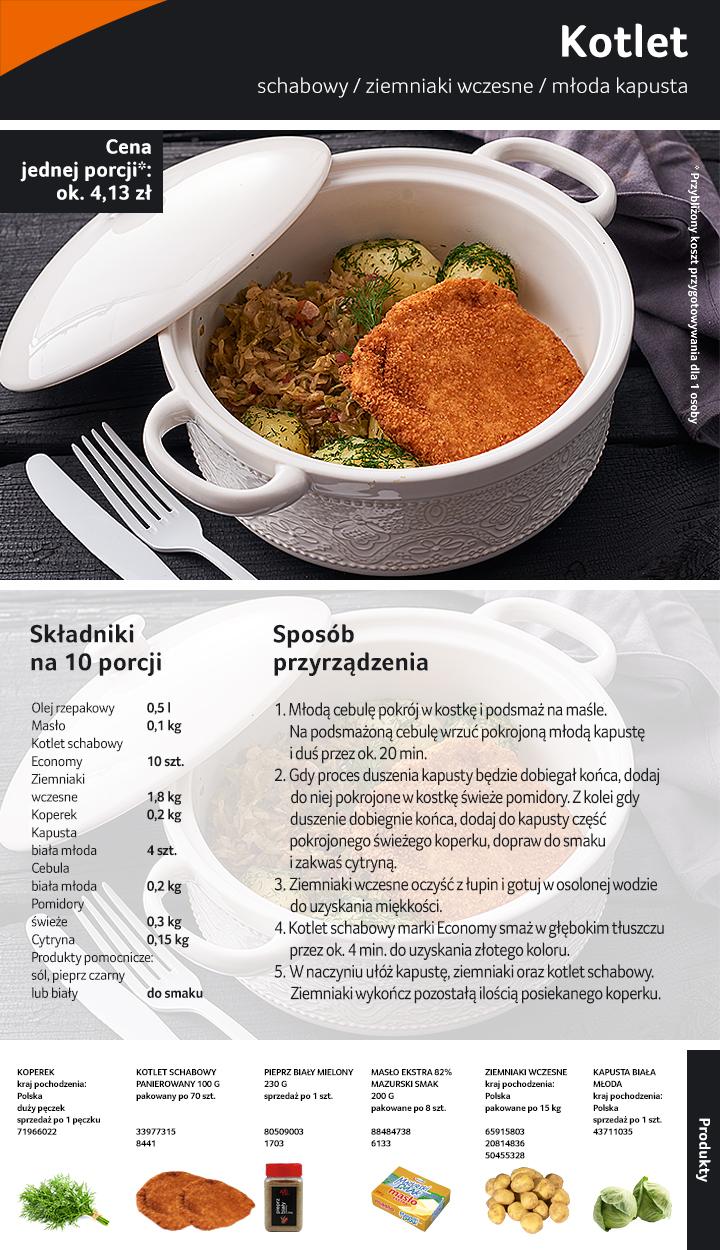 Kotlet
schabowy / ziemniaki wczesne / młoda kapusta
Cena
jednej porcji*:
ok. 4,13 zł
* Przybliżony koszt przygotowywania dla 1 osoby
Składniki
na 10 porcji
Olej rzepakowy 0,5 l
Masło 0,1 kg
Kotlet schabowy
Economy 10 szt.
Ziemniaki
wczesne 1,8 kg
Koperek 0,2 kg
Kapusta
biała młoda 4 szt.
Cebula
biała młoda 0,2 kg
Pomidory
świeże 0,3 kg
Cytryna 0,15 kg
Produkty pomocnicze:
sól, pieprz czarny
lub biały do smaku
Sposób
przyrządzenia
1. Młodą cebulę pokrój w kostkę i podsmaż na maśle.
Na podsmażoną cebulę wrzuć pokrojoną młodą kapustę
i duś przez ok. 20 min.
2. Gdy proces duszenia kapusty będzie dobiegał końca, dodaj
do niej pokrojone w kostkę świeże pomidory. Z kolei gdy
duszenie dobiegnie końca, dodaj do kapusty część
pokrojonego świeżego koperku, dopraw do smaku
i zakwaś cytryną.
3. Ziemniaki wczesne oczyść z łupin i gotuj w osolonej wodzie
do uzyskania miękkości.
4. Kotlet schabowy marki Economy smaż w głębokim tłuszczu
przez ok. 4 min. do uzyskania złotego koloru.
5. W naczyniu ułóż kapustę, ziemniaki oraz kotlet schabowy.
Ziemniaki wykończ pozostałą ilością posiekanego koperku.
KOPEREK
kraj pochodzenia:
Polska
duży pęczek
sprzedaż po 1 pęczku
71966022
KOTLET SCHABOWY
PANIEROWANY 100 G
pakowany po 70 szt.
33977315
8441
PIEPRZ BIAŁY MIELONY
230 G
sprzedaż po 1 szt.
80509003
1703
MASŁO EKSTRA 82%
MAZURSKI SMAK
200 G
pakowane po 8 szt.
88484738
6133
ZIEMNIAKI WCZESNE
kraj pochodzenia:
Polska
pakowane po 15 kg
65915803
20814836
50455328
KAPUSTA BIAŁA
MŁODA
kraj pochodzenia:
Polska
sprzedaż po 1 szt.
43711035
Produkty
pieprz
biały
masło